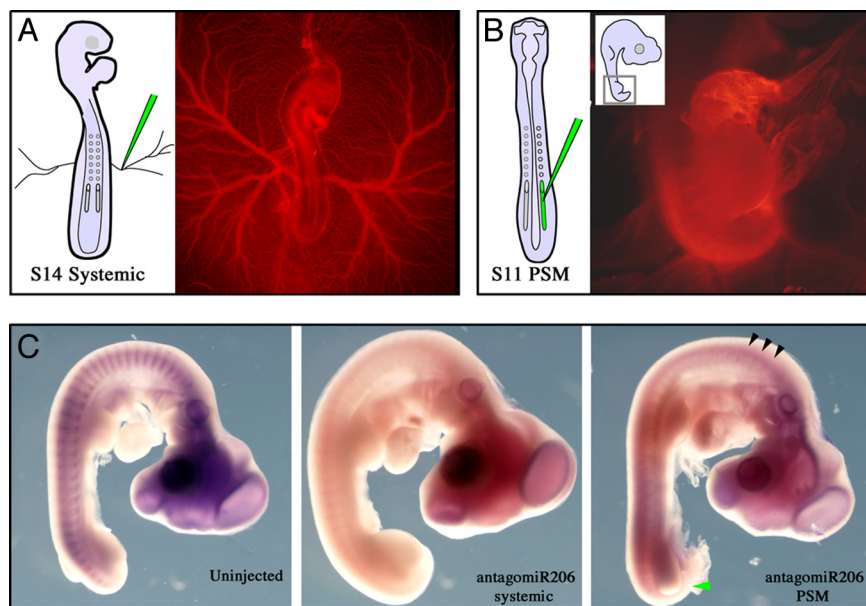 A
S14 Systemic
B
S11 PSM
C
Uninjected
antagomiR206
systemic
antagomiR206
PSM